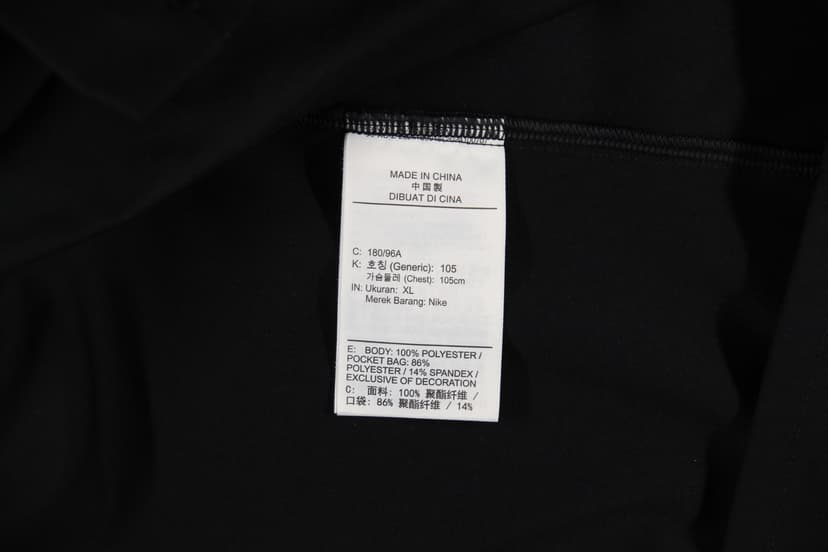 MADE IN CHINA
中国製
DIBUAT DI CINA
C: 180/96A
K: 호칭 (Generic): 105
가슴둘레 (Chest): 105cm
IN: Ukuran: XL
Merek Barang: Nike
E: BODY: 100% POLYESTER /
POCKET BAG: 86%
POLYESTER / 14% SPANDEX /
EXCLUSIVE OF DECORATION
C: 面料: 100% 聚酯纤维 /
口袋: 86% 聚酯纤维 / 14%